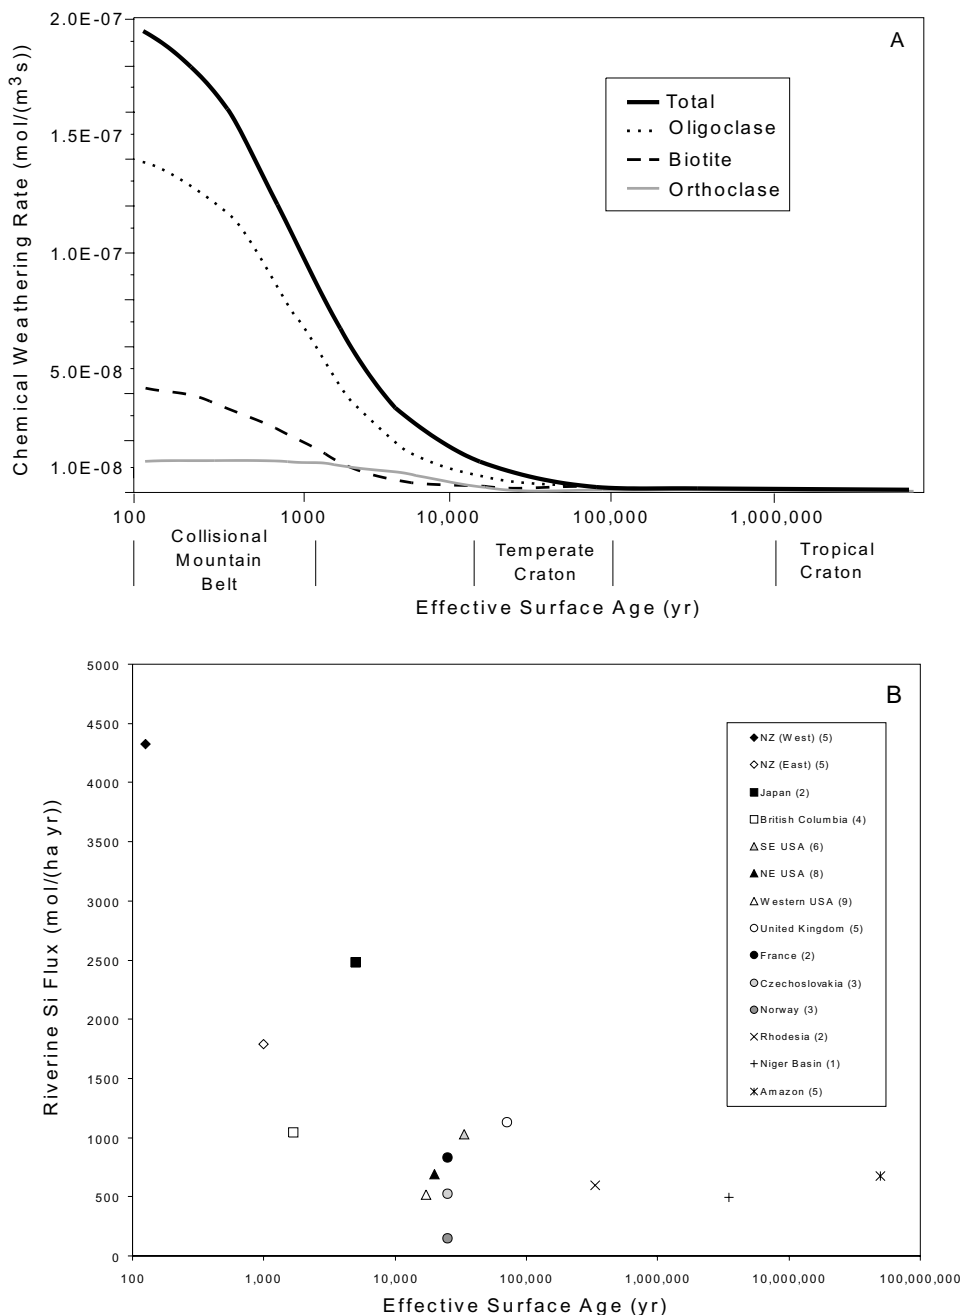 A
Chemical Weathering Rate (mol/(m³s))
2.0E-07
1.5E-07
1.0E-07
5.0E-08
1.0E-08
Total
Oligoclase
Biotite
Orthoclase
100
1000
10,000
100,000
1,000,000
Collisional
Mountain
Belt
Temperate
Craton
Tropical
Craton
Effective Surface Age (yr)
B
Riverine Si Flux (mol/(ha yr))
5000
4500
4000
3500
3000
2500
2000
1500
1000
500
0
NZ (West) (5)
NZ (East) (5)
Japan (2)
British Columbia (4)
SE USA (6)
NE USA (8)
Western USA (9)
United Kingdom (5)
France (2)
Czechoslovakia (3)
Norway (3)
Rhodesia (2)
Niger Basin (1)
Amazon (5)
100
1,000
10,000
100,000
1,000,000
10,000,000
100,000,000
Effective Surface Age (yr)